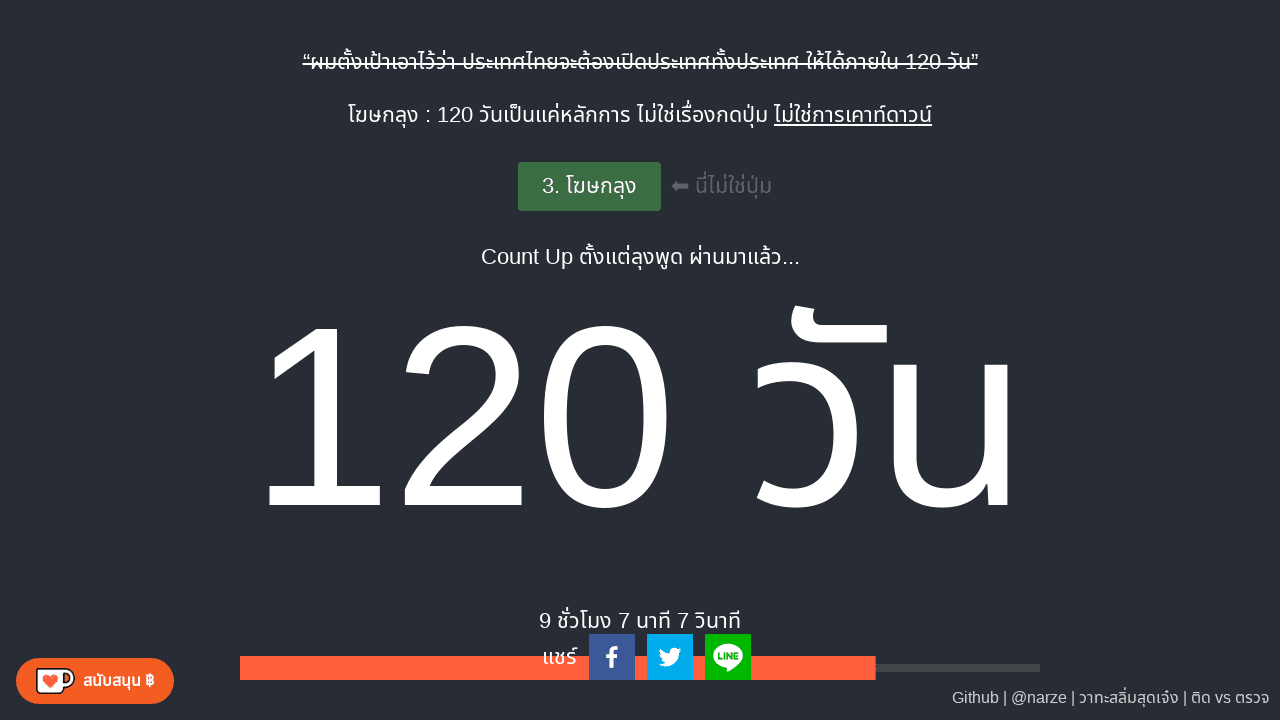 “ผมตั้งเป้าเอาไว้ว่า ประเทศไทยจะต้องเปิดประเทศทั้งประเทศ ให้ได้ภายใน 120 วัน”
โฆษกลุง : 120 วันเป็นแค่หลักการ ไม่ใช่เรื่องกดปุ่ม ไม่ใช่การเคาท์ดาวน์
3. โฆษกลุง ⬅ นี่ไม่ใช่ปุ่ม
Count Up ตั้งแต่ลุงพูด ผ่านมาแล้ว...
120 วัน
9 ชั่วโมง 7 นาที 7 วินาที
แชร์
LINE
สนับสนุน ฿
Github | @narze | วาทะสลิ่มสุดเจ๋ง | ติด vs ตรวจ